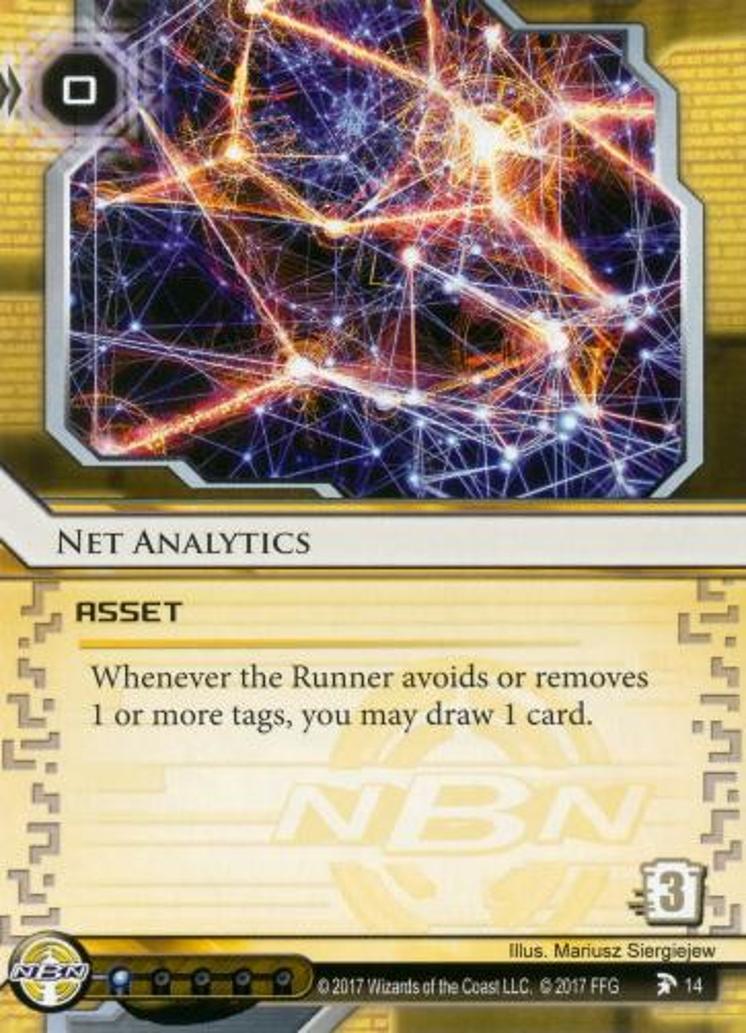 0
NET ANALYTICS
ASSET
Whenever the Runner avoids or removes
1 or more tags, you may draw 1 card.
NBN
3
Illus. Mariusz Siergiejew
NBN
© 2017 Wizards of the Coast LLC. © 2017 FFG
14